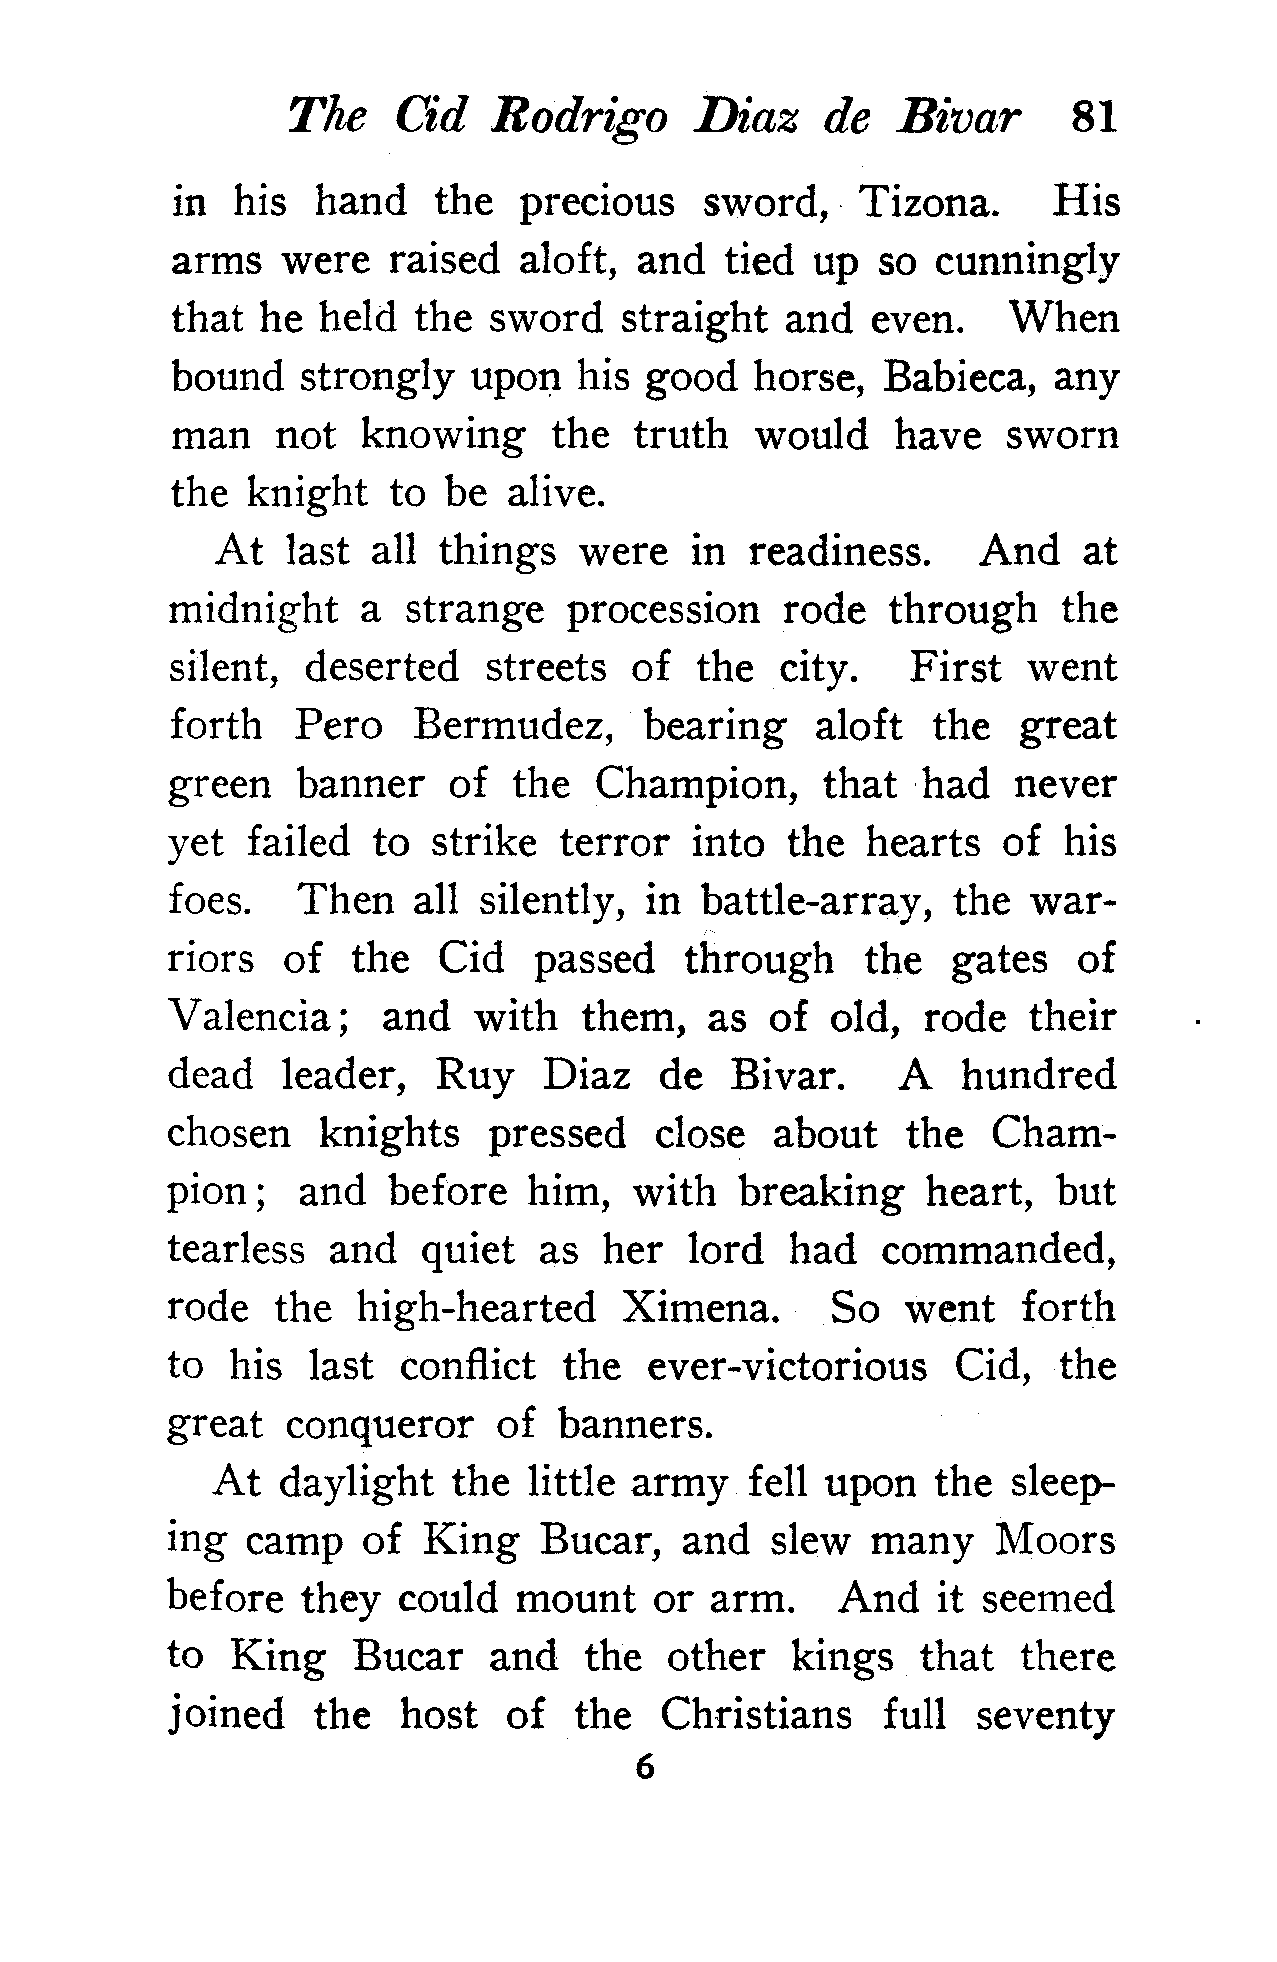 The Cid Rodrigo Diaz de Bivar 81
in his hand the precious sword, Tizona. His
arms were raised aloft, and tied up so cunningly
that he held the sword straight and even. When
bound strongly upon his good horse, Babieca, any
man not knowing the truth would have sworn
the knight to be alive.
At last all things were in readiness. And at
midnight a strange procession rode through the
silent, deserted streets of the city. First went
forth Pero Bermudez, bearing aloft the great
green banner of the Champion, that had never
yet failed to strike terror into the hearts of his
foes. Then all silently, in battle-array, the war-
riors of the Cid passed through the gates of
Valencia; and with them, as of old, rode their
dead leader, Ruy Diaz de Bivar. A hundred
chosen knights pressed close about the Cham-
pion; and before him, with breaking heart, but
tearless and quiet as her lord had commanded,
rode the high-hearted Ximena. So went forth
to his last conflict the ever-victorious Cid, the
great conqueror of banners.
At daylight the little army fell upon the sleep-
ing camp of King Bucar, and slew many Moors
before they could mount or arm. And it seemed
to King Bucar and the other kings that there
joined the host of the Christians full seventy
6